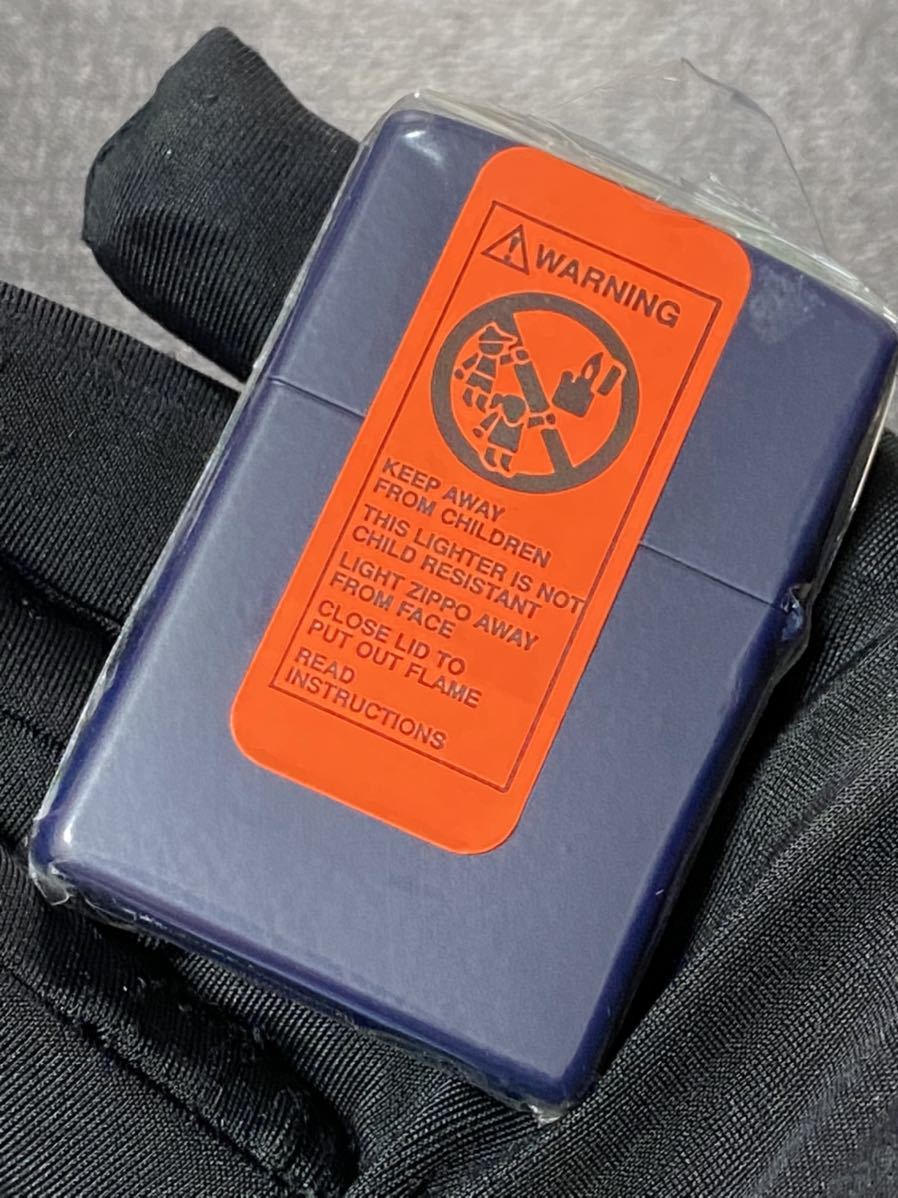 WARNING
KEEP AWAY
FROM CHILDREN
THIS LIGHTER IS NOT
CHILD RESISTANT
LIGHT ZIPPO AWAY
FROM FACE
CLOSE LID TO
PUT OUT FLAME
READ
INSTRUCTIONS